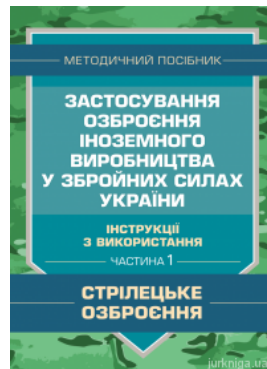 МЕТОДИЧНИЙ ПОСІБНИК
ЗАСТОСУВАННЯ
ОЗБРОЄННЯ
ІНОЗЕМНОГО
ВИРОБНИЦТВА
У ЗБРОЙНИХ СИЛАХ
УКРАЇНИ
ІНСТРУКЦІЇ
З ВИКОРИСТАННЯ
ЧАСТИНА 1
СТРІЛЕЦЬКЕ
ОЗБРОЄННЯ
jurkniga.ua